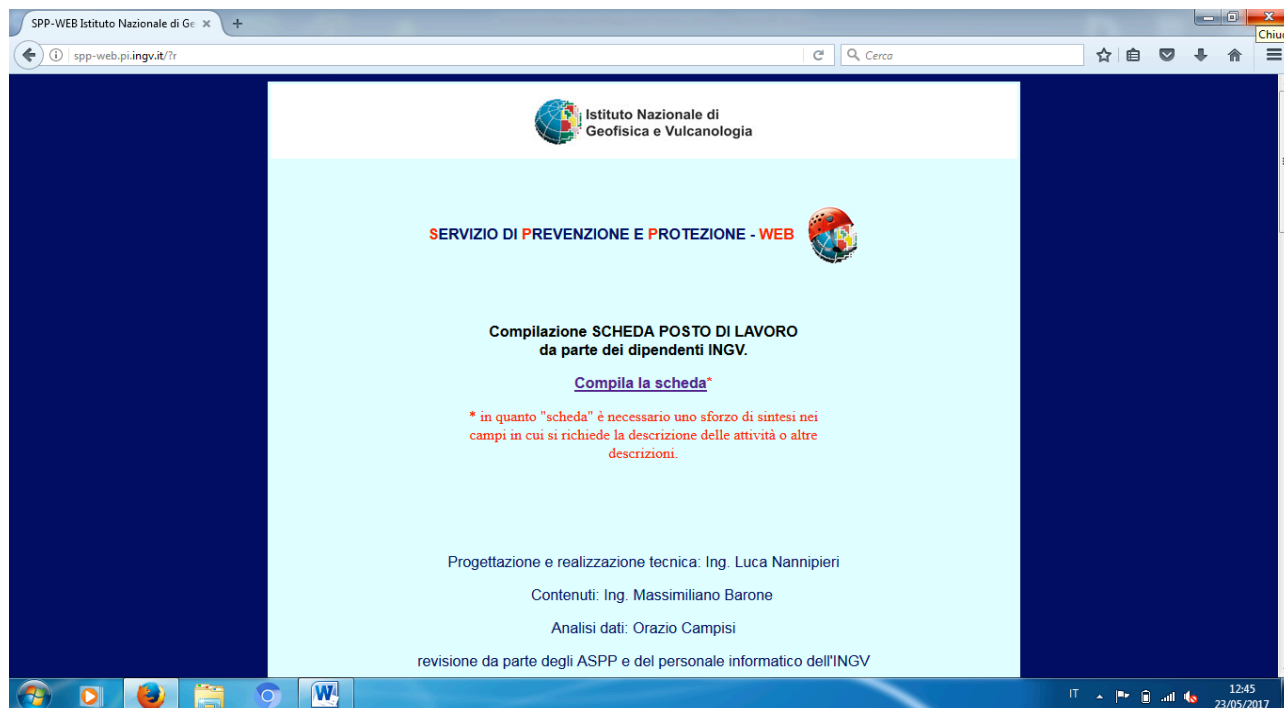 SPP-WEB Istituto Nazionale di Ge
spp-web.pi.ingv.it/?r
Cerca
Istituto Nazionale di
Geofisica e Vulcanologia
SERVIZIO DI PREVENZIONE E PROTEZIONE - WEB
Compilazione SCHEDA POSTO DI LAVORO
da parte dei dipendenti INGV.
Compila la scheda*
* in quanto "scheda" è necessario uno sforzo di sintesi nei
campi in cui si richiede la descrizione delle attività o altre
descrizioni.
Progettazione e realizzazione tecnica: Ing. Luca Nannipieri
Contenuti: Ing. Massimiliano Barone
Analisi dati: Orazio Campisi
revisione da parte degli ASPP e del personale informatico dell'INGV
IT
12:45
23/05/2017